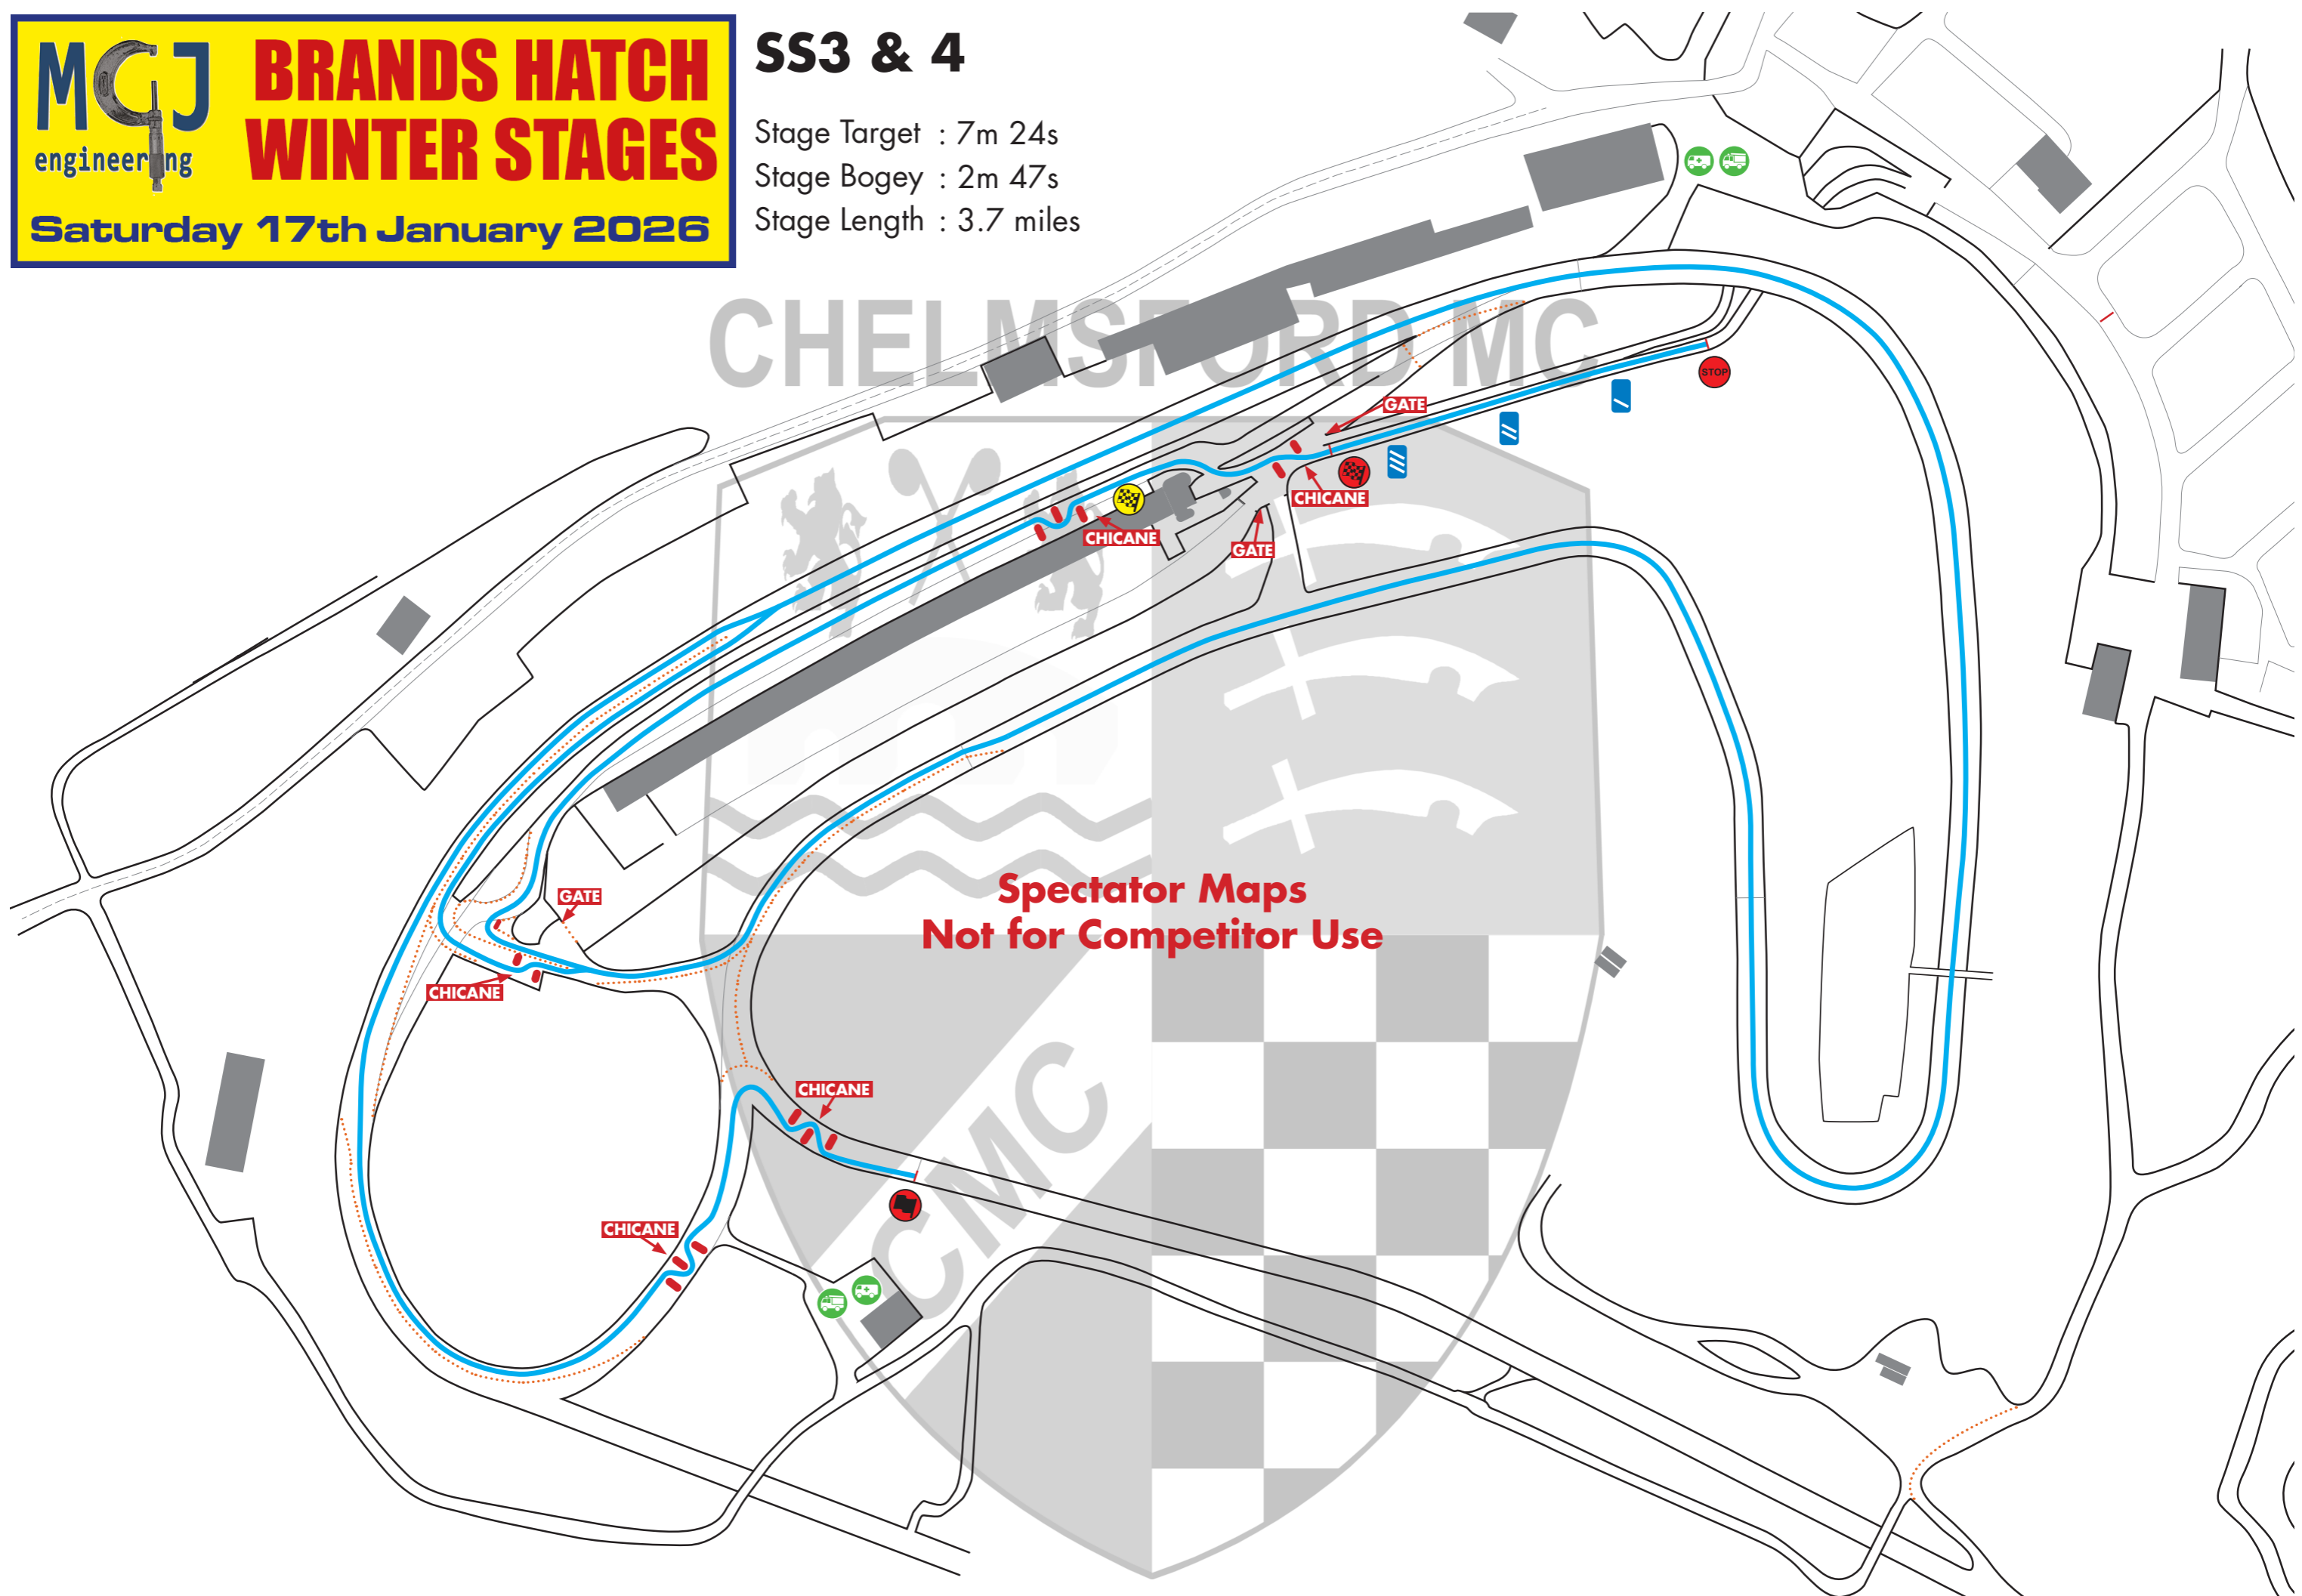 MCJ
engineering
BRANDS HATCH
WINTER STAGES
Saturday 17th January 2026
SS3 & 4
Stage Target : 7m 24s
Stage Bogey : 2m 47s
Stage Length : 3.7 miles
CHELMSFORD MC
STOP
GATE
CHICANE
CHICANE
GATE
Spectator Maps
Not for Competitor Use
GATE
CHICANE
CHICANE
CHICANE
CMC